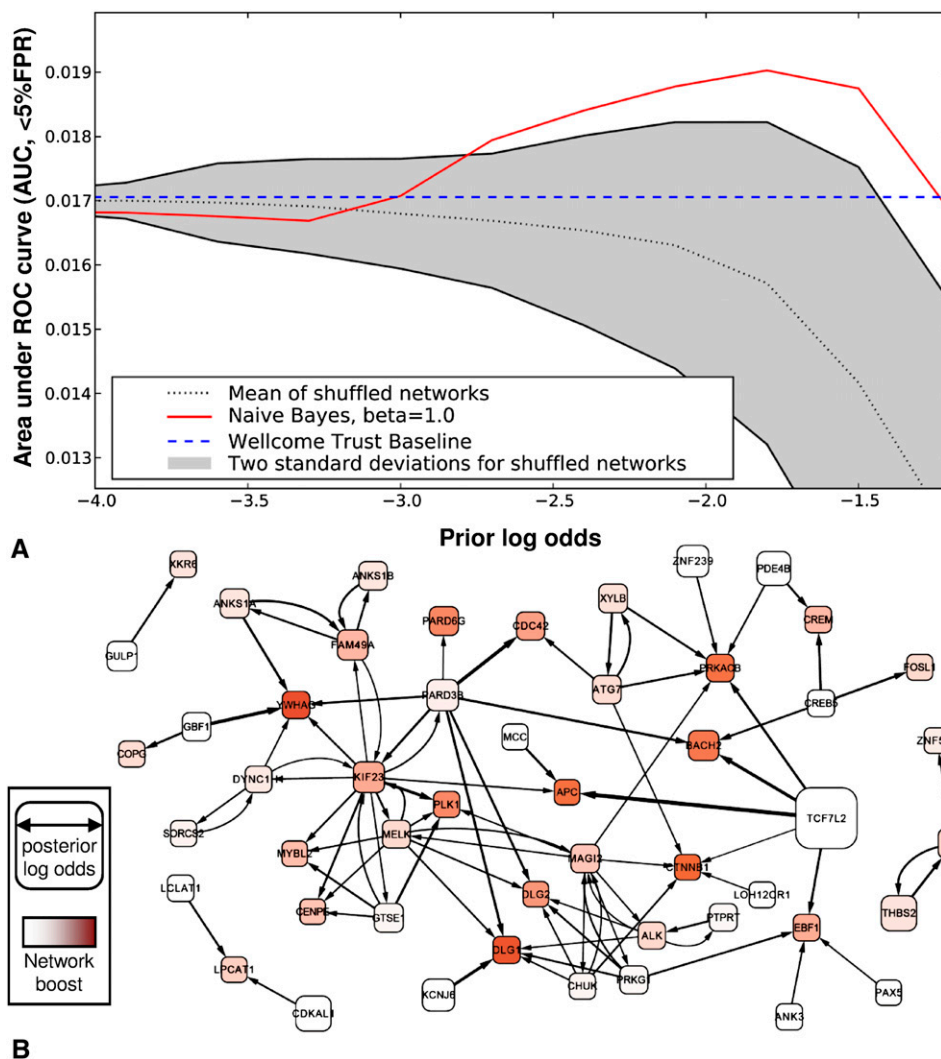 Area under ROC curve (AUC, <5%FPR)
0.019
0.018
0.017
0.016
0.015
0.014
0.013
Mean of shuffled networks
Naive Bayes, beta=1.0
Wellcome Trust Baseline
Two standard deviations for shuffled networks
−4.0 −3.5 −3.0 −2.5 −2.0 −1.5
Prior log odds
A
XKR6
ANKS1B
ZNF239
PDE4B
ANKS1A
XYLB
GULP1
FAM49A
PARD6G
CDC42
CREM
PRKACB
FOSL1
PARD3B
ATG7
YWHAG
CREB5
GBF1
COPG
MCC
BACH2
ZNF5
DYNC1I
KIF23
APC
PLK1
TCF7L2
SORCS2
MELK
MYBL2
MAGI2
CTNNB1
posterior
log odds
LCLAT1
DLG2
LOH12CR1
CENPE
GTSE1
PTPRT
THBS2
ALK
EBF1
DLG1
Network
boost
LPCAT1
CHUK
PRKG1
KCNJ6
PAX5
CDKAL1
ANK3
B